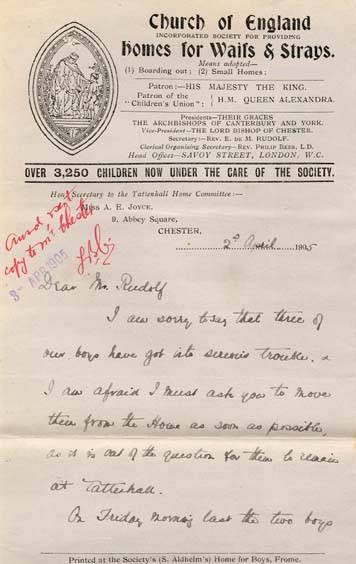 Church of England
INCORPORATED SOCIETY FOR PROVIDING
Homes for Waifs & Strays.
Means adopted—
(1) Boarding out; (2) Small Homes;
Patron:—HIS MAJESTY THE KING.
Patron of the "Children's Union": H.M. QUEEN ALEXANDRA.
Presidents—THEIR GRACES
THE ARCHBISHOPS OF CANTERBURY AND YORK.
Vice-President—THE LORD BISHOP OF CHESTER.
Secretary:—REV. E. DE M. RUDOLF.
Clerical Organising Secretary—REV. PHILIP BEER, L.D.
Head Offices—SAVOY STREET, LONDON, W.C.
OVER 3,250 CHILDREN NOW UNDER THE CARE OF THE SOCIETY.
Hon. Secretary to the Tattenhall Home Committee:—
MISS A. E. JOYCE,
9, Abbey Square,
CHESTER,
2d April 1905
copy to Mr
3- APR 1905
Dear Mr. Rudolf
I am sorry to say that three of
our boys have got into serious trouble. &
I am afraid I must ask you to move
them from the Home as soon as possible,
as it is out of the question for them to remain
at Tattenhall.
On Friday morning last the two boys
Printed at the Society's (S. Aldhelm's) Home for Boys, Frome.